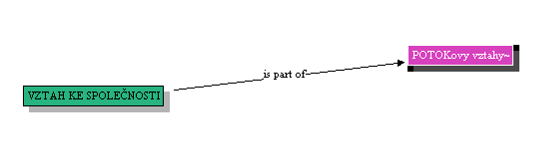 POTOKovy vztahy~
is part of
VZTAH KE SPOLEČNOSTI